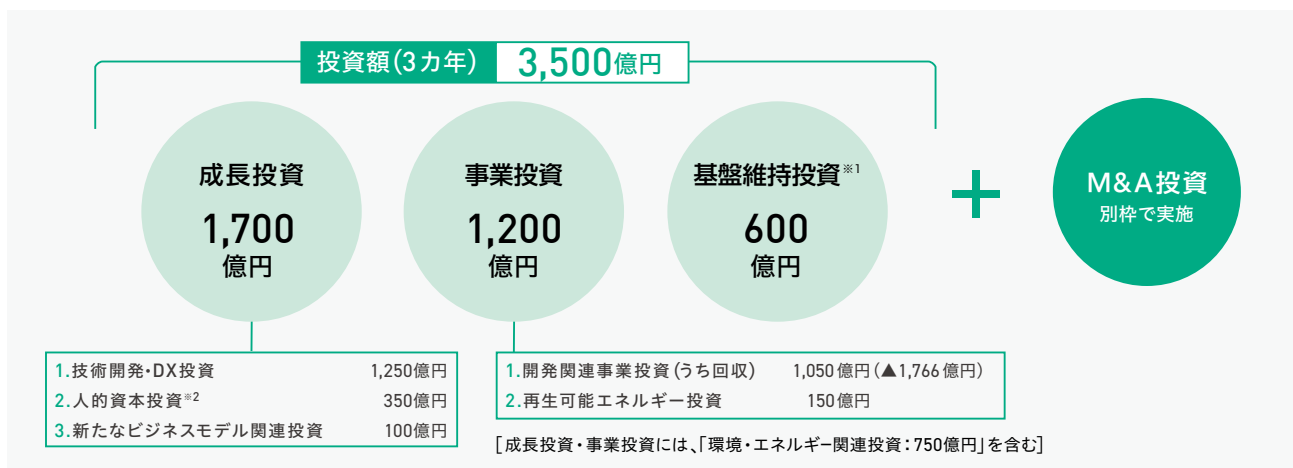 投資額(3カ年) 3,500億円
成長投資
1,700
億円
事業投資
1,200
億円
基盤維持投資※1
600
億円
+
M&A投資
別枠で実施
1.技術開発・DX投資 1,250億円
2.人的資本投資※2 350億円
3.新たなビジネスモデル関連投資 100億円
1.開発関連事業投資(うち回収) 1,050億円(▲1,766億円)
2.再生可能エネルギー投資 150億円
[成長投資・事業投資には、「環境・エネルギー関連投資:750億円」を含む]